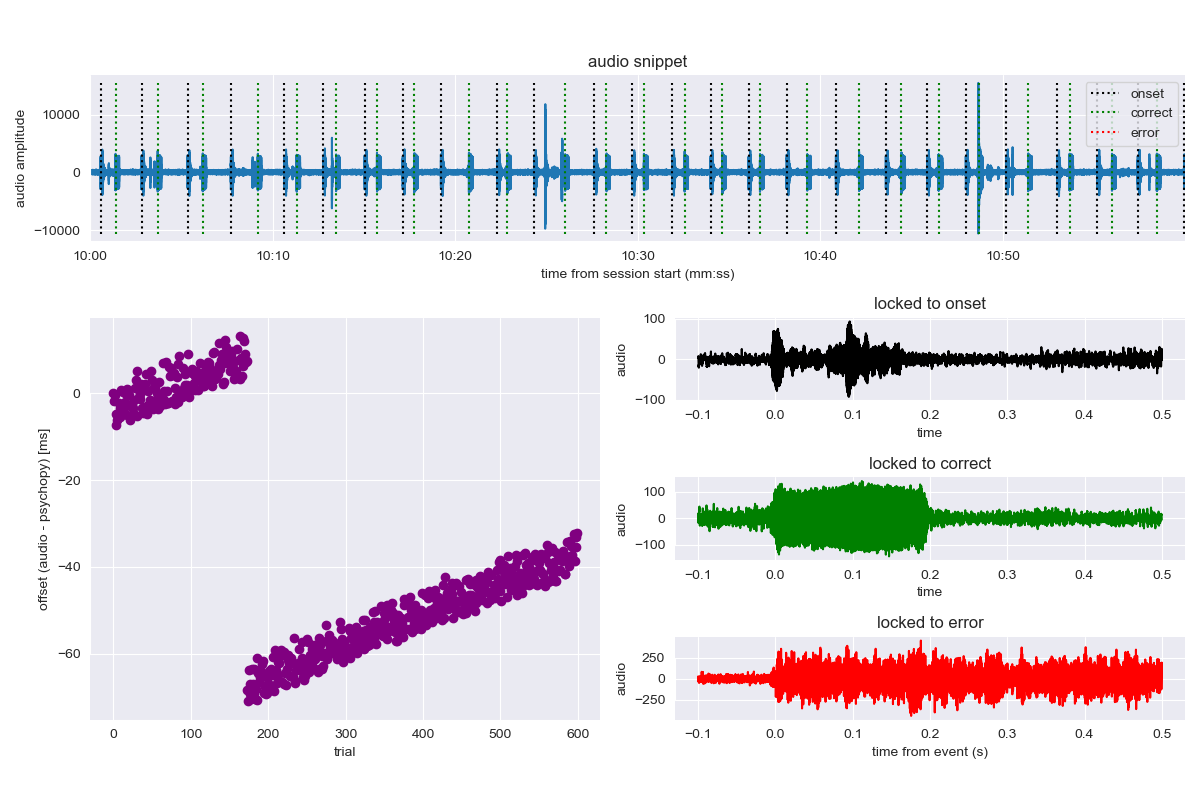 audio snippet
audio amplitude
10000
0
−10000
onset
correct
error
10:00
10:10
10:20
10:30
10:40
10:50
time from session start (mm:ss)
offset (audio - psychopy) [ms]
0
−20
−40
−60
0
100
200
300
400
500
600
trial
locked to onset
audio
100
0
−100
−0.1
0.0
0.1
0.2
0.3
0.4
0.5
time
locked to correct
audio
100
0
−100
−0.1
0.0
0.1
0.2
0.3
0.4
0.5
time
locked to error
audio
250
0
−250
−0.1
0.0
0.1
0.2
0.3
0.4
0.5
time from event (s)